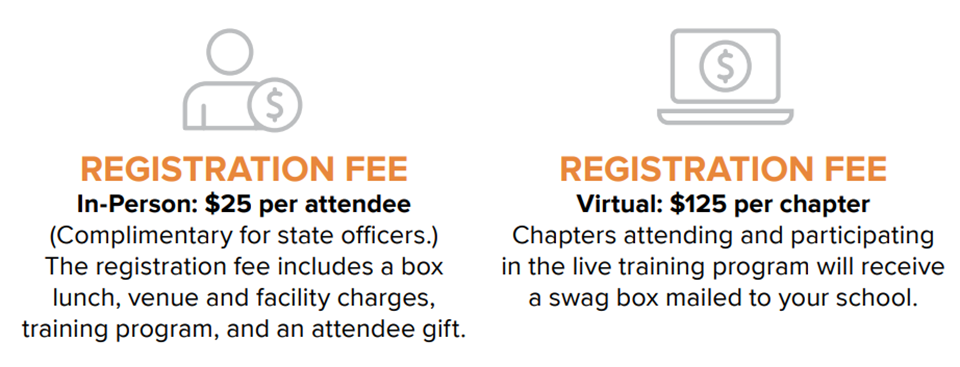 $
REGISTRATION FEE
In-Person: $25 per attendee
(Complimentary for state officers.)
The registration fee includes a box
lunch, venue and facility charges,
training program, and an attendee gift.
$
REGISTRATION FEE
Virtual: $125 per chapter
Chapters attending and participating
in the live training program will receive
a swag box mailed to your school.